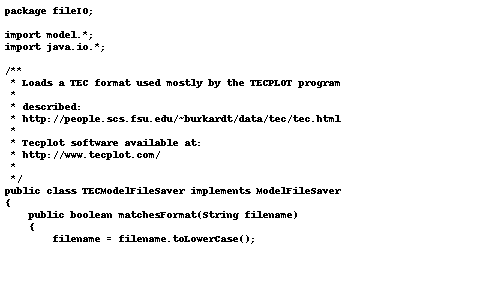 package fileIO;

import model.*;
import java.io.*;

/**
 * Loads a TEC format used mostly by the TECPLOT program
 *
 * described:
 * http://people.scs.fsu.edu/~burkardt/data/tec/tec.html
 *
 * Tecplot software available at:
 * http://www.tecplot.com/
 *
 */
public class TECModelFileSaver implements ModelFileSaver
{
    public boolean matchesFormat(String filename)
    {
        filename = filename.toLowerCase();